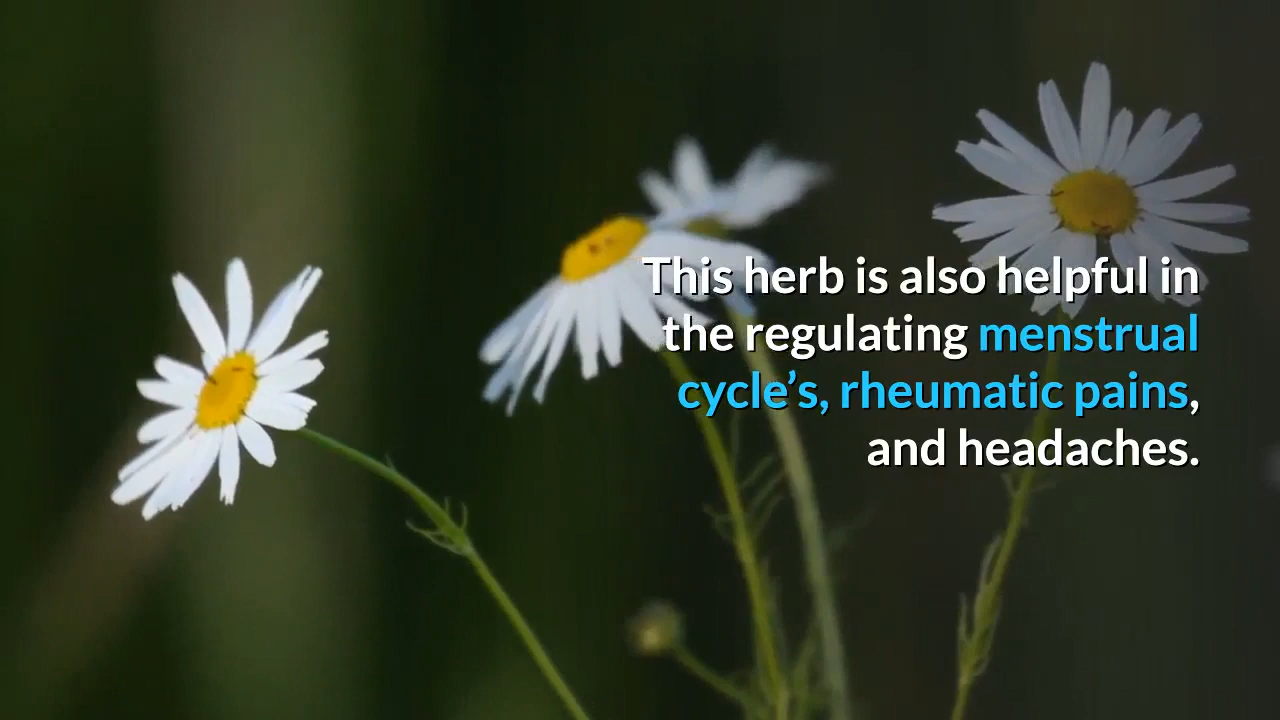 This herb is also helpful in
the regulating menstrual
cycle’s, rheumatic pains,
and headaches.